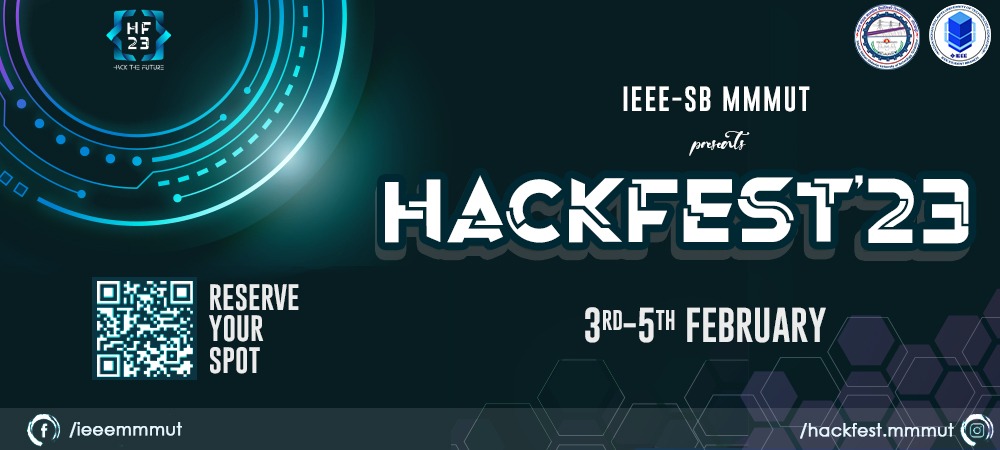 HF
23
HACK THE FUTURE
IEEE-SB MMMUT
presents
HACKFEST'23
RESERVE
YOUR
SPOT
3RD-5TH FEBRUARY
/ieeemmmut
/hackfest.mmmut